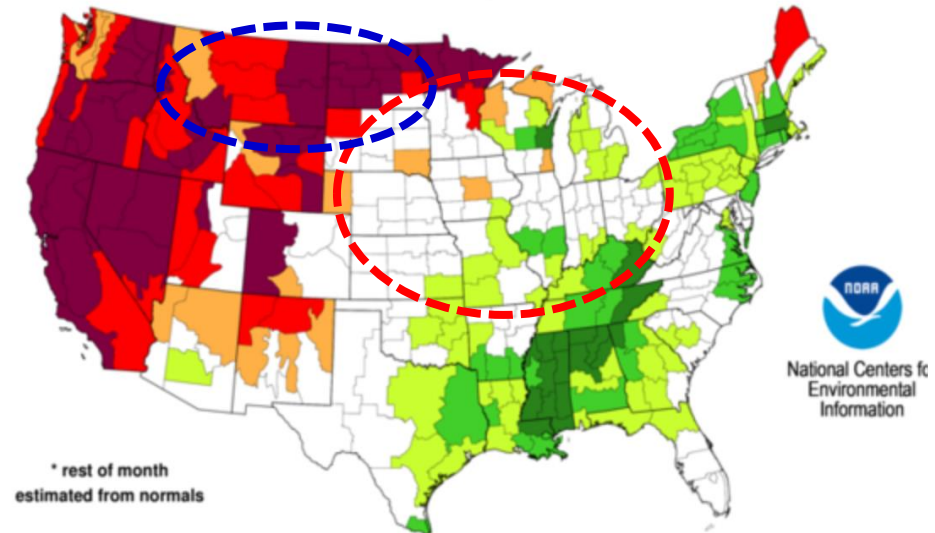 NOAA
National Centers fo
Environmental
Information
* rest of month
estimated from normals